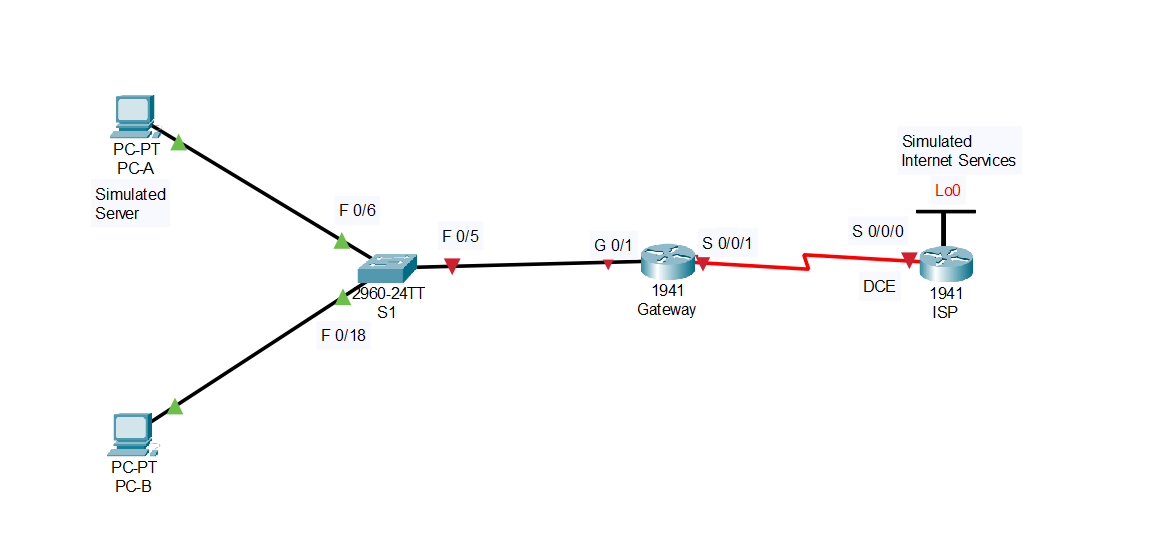 PC-PT
PC-A
Simulated
Server
F 0/6
F 0/5
2960-24TT
S1
F 0/18
PC-PT
PC-B
G 0/1
1941
Gateway
S 0/0/1
Simulated
Internet Services
Lo0
S 0/0/0
DCE
1941
ISP